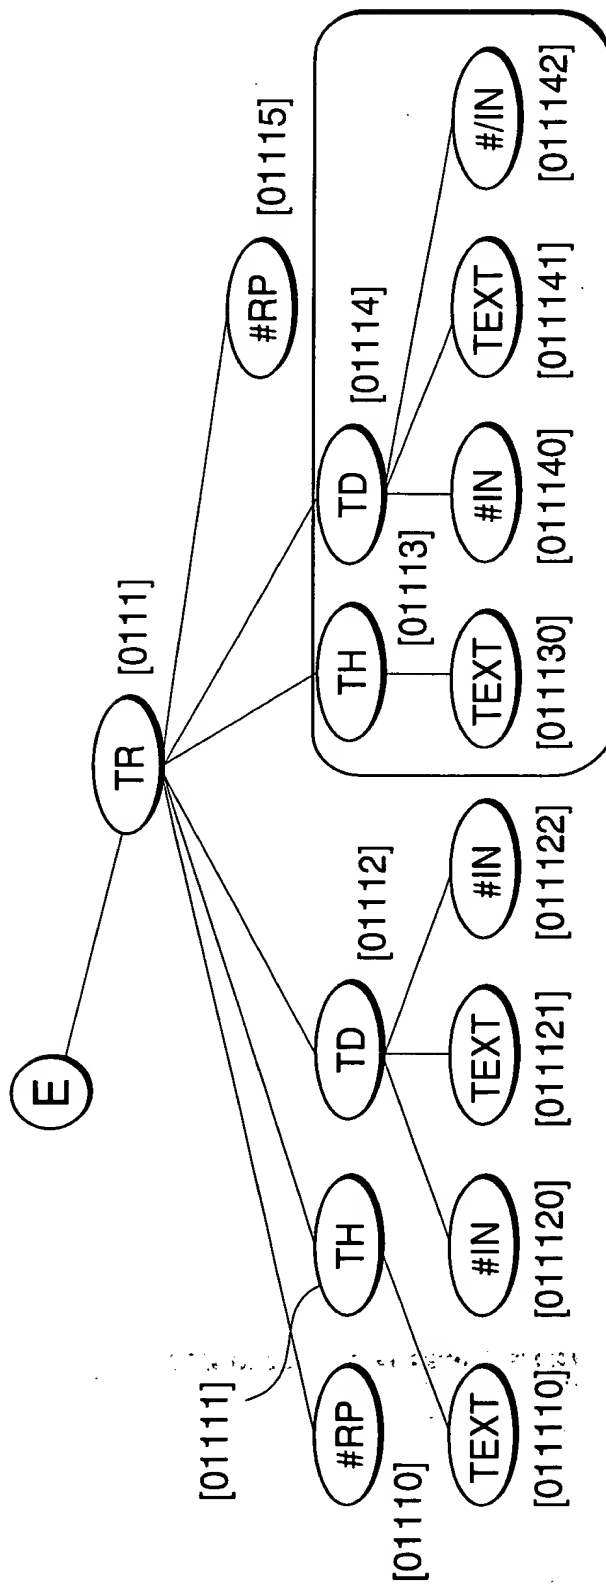 E
TR [0111]
[01111]
#RP [01115]
#RP TH TD TH TD
[01112] [01114]
[01110] [01113]
TEXT #IN TEXT #IN TEXT #IN TEXT #/IN
[011110] [011120] [011121] [011122] [011130] [011140] [011141] [011142]